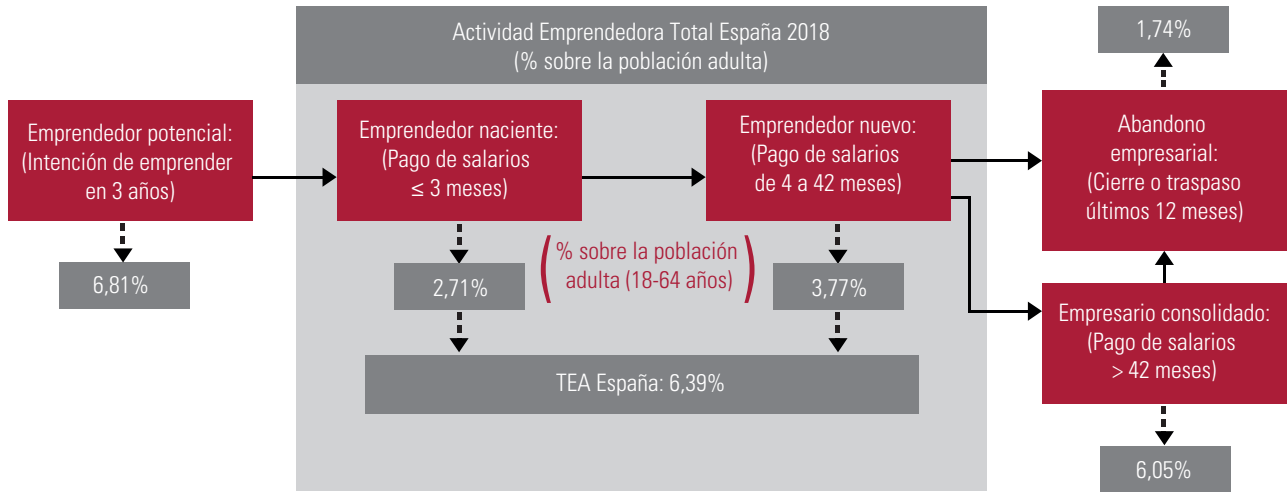 Actividad Emprendedora Total España 2018
(% sobre la población adulta)
1,74%
Emprendedor potencial:
(Intención de emprender
en 3 años)
Emprendedor naciente:
(Pago de salarios
≤ 3 meses)
Emprendedor nuevo:
(Pago de salarios
de 4 a 42 meses)
Abandono
empresarial:
(Cierre o traspaso
últimos 12 meses)
6,81%
2,71%
(% sobre la población
adulta (18-64 años))
3,77%
Empresario consolidado:
(Pago de salarios
> 42 meses)
TEA España: 6,39%
6,05%